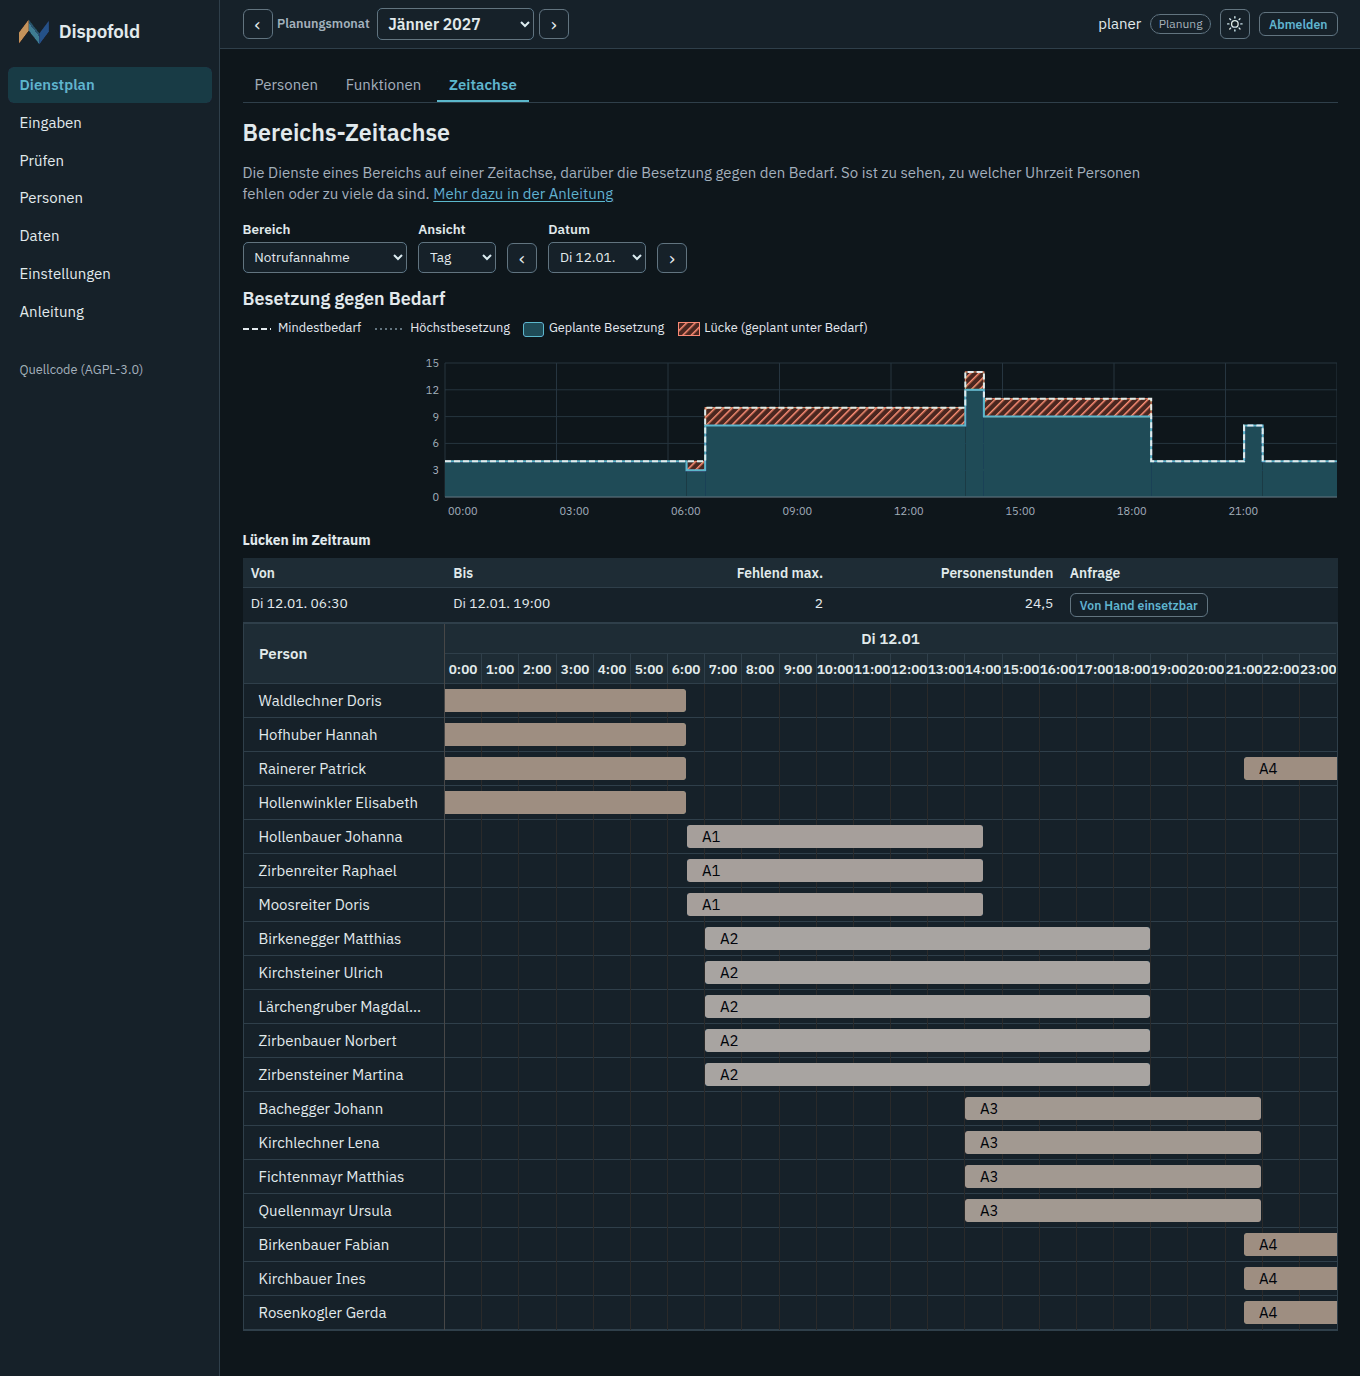 Dispofold
‹ Planungsmonat Jänner 2027 ›
planer Planung Abmelden
Dienstplan
Eingaben
Prüfen
Personen
Daten
Einstellungen
Anleitung
Quellcode (AGPL-3.0)
Personen Funktionen Zeitachse
Bereichs-Zeitachse
Die Dienste eines Bereichs auf einer Zeitachse, darüber die Besetzung gegen den Bedarf. So ist zu sehen, zu welcher Uhrzeit Personen
fehlen oder zu viele da sind. Mehr dazu in der Anleitung
Bereich Ansicht Datum
Notrufannahme Tag ‹ Di 12.01. ›
Besetzung gegen Bedarf
Mindestbedarf Höchstbesetzung Geplante Besetzung Lücke (geplant unter Bedarf)
15
12
9
6
3
0
00:00 03:00 06:00 09:00 12:00 15:00 18:00 21:00
Lücken im Zeitraum
Von Bis Fehlend max. Personenstunden Anfrage
Di 12.01. 06:30 Di 12.01. 19:00 2 24,5 Von Hand einsetzbar
Person Di 12.01
0:00 1:00 2:00 3:00 4:00 5:00 6:00 7:00 8:00 9:00 10:00 11:00 12:00 13:00 14:00 15:00 16:00 17:00 18:00 19:00 20:00 21:00 22:00 23:00
Waldlechner Doris
Hofhuber Hannah
Rainerer Patrick A4
Hollenwinkler Elisabeth
Hollenbauer Johanna A1
Zirbenreiter Raphael A1
Moosreiter Doris A1
Birkenegger Matthias A2
Kirchsteiner Ulrich A2
Lärchengruber Magdal... A2
Zirbenbauer Norbert A2
Zirbensteiner Martina A2
Bachegger Johann A3
Kirchlechner Lena A3
Fichtenmayr Matthias A3
Quellenmayr Ursula A3
Birkenbauer Fabian A4
Kirchbauer Ines A4
Rosenkogler Gerda A4